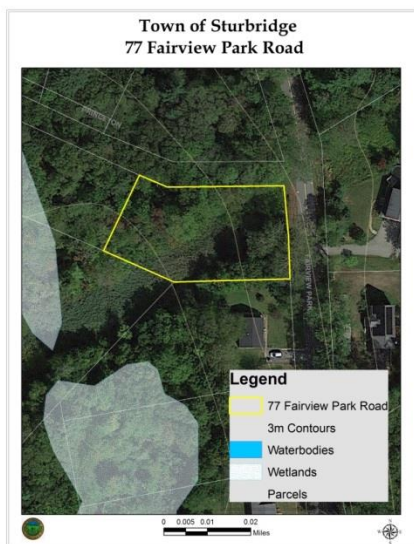 Town of Sturbridge
77 Fairview Park Road
Legend
77 Fairview Park Road
3m Contours
Waterbodies
Wetlands
Parcels
0 0.005 0.01 0.02
Miles